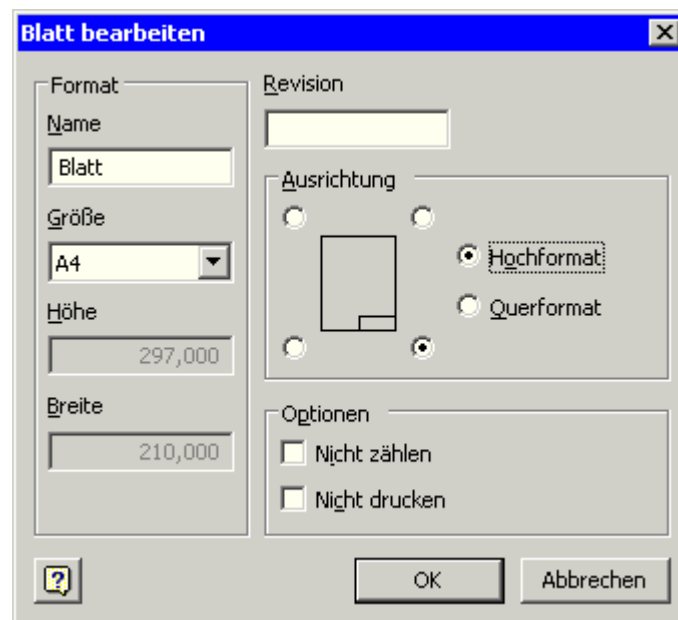 Blatt bearbeiten
Format
Name
Blatt
Größe
A4
Höhe
297,000
Breite
210,000
Revision
Ausrichtung
Hochformat
Querformat
Optionen
Nicht zählen
Nicht drucken
?
OK
Abbrechen